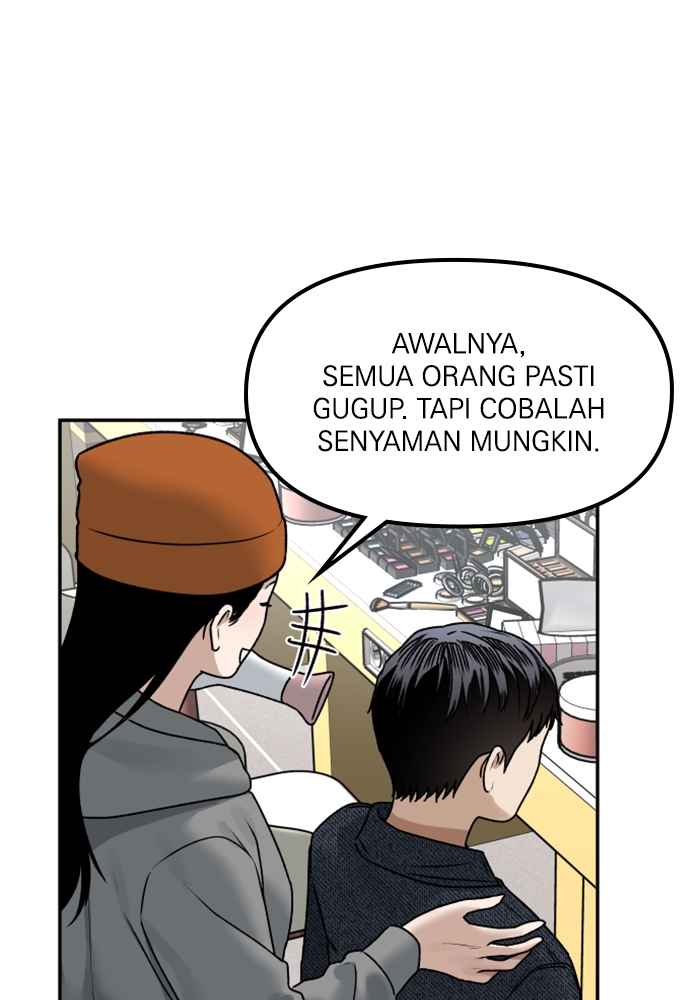 AWALNYA,
SEMUA ORANG PASTI
GUGUP. TAPI COBALAH
SENYAMAN MUNGKIN.